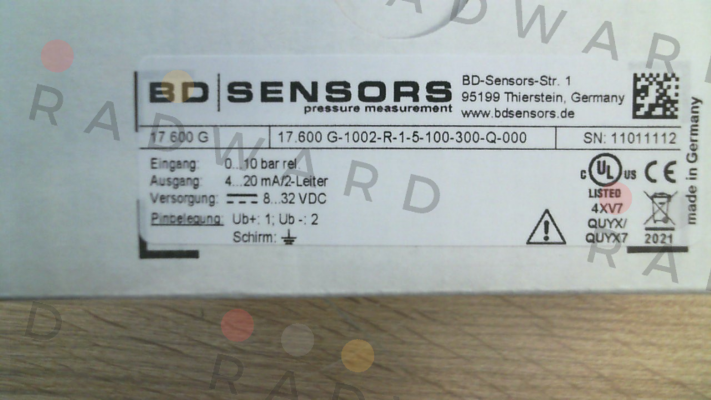 BD SENSORS
pressure measurement
BD-Sensors-Str. 1
95199 Thierstein, Germany
www.bdsensors.de
17.600 G 17.600 G-1002-R-1-5-100-300-Q-000 SN: 11011112
Eingang: 0...10 bar rel.
Ausgang: 4...20 mA/2-Leiter
Versorgung: 8...32 VDC
Pinbelegung: Ub+: 1; Ub -: 2
Schirm:
C UL US CE
LISTED
4XV7
QUYX/
QUYX7
2021
made in Germany
RADWARD
RADWARD
RADWARD